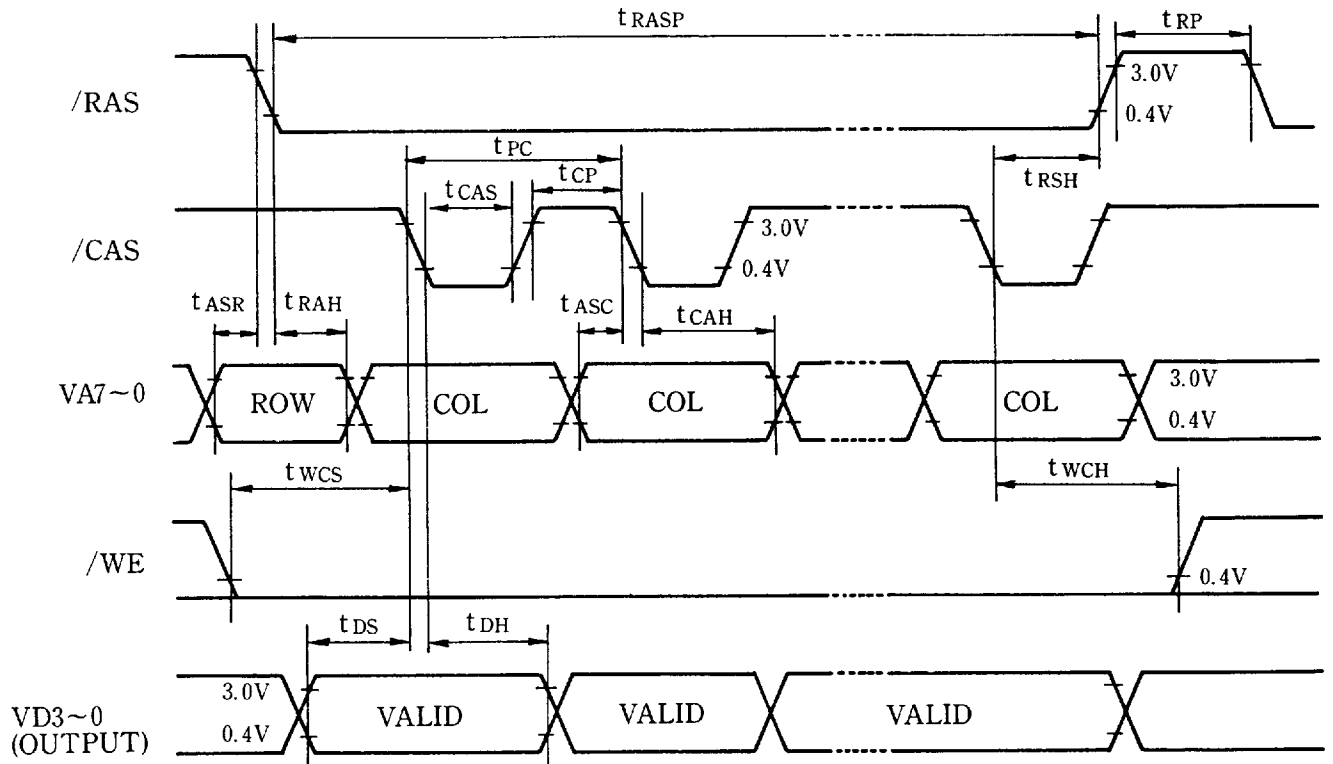 tRASP tRP
/RAS 3.0V
0.4V
tPC
tCAS tCP tRSH
/CAS 3.0V
0.4V
tASR tRAH tASC tCAH
VA7~0 ROW COL COL COL 3.0V
0.4V
tWCS tWCH
/WE 0.4V
tDS tDH
VD3~0
(OUTPUT) 3.0V
0.4V VALID VALID VALID